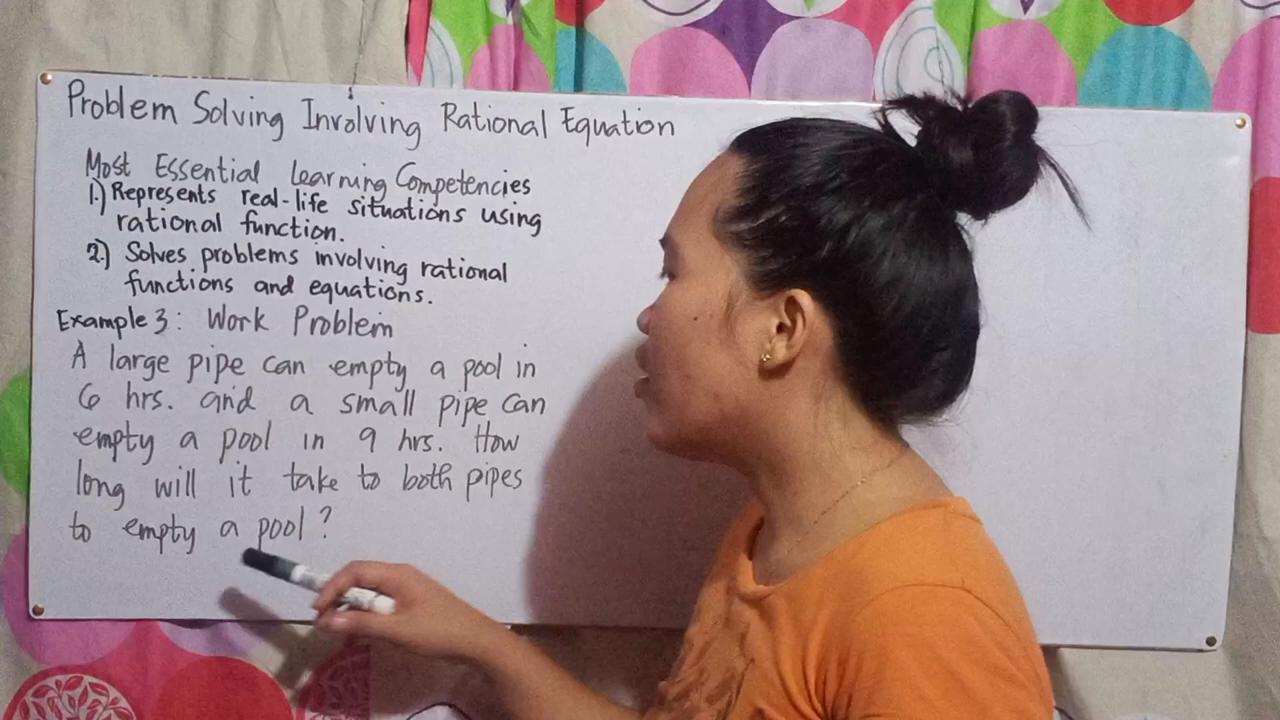 Problem Solving Involving Rational Equation
Most Essential Learning Competencies
1.) Represents real-life situations using
rational function.
2.) Solves problems involving rational
functions and equations.
Example 3: Work Problem
A large pipe can empty a pool in
6 hrs. and a small pipe can
empty a pool in 9 hrs. How
long will it take to both pipes
to empty a pool?